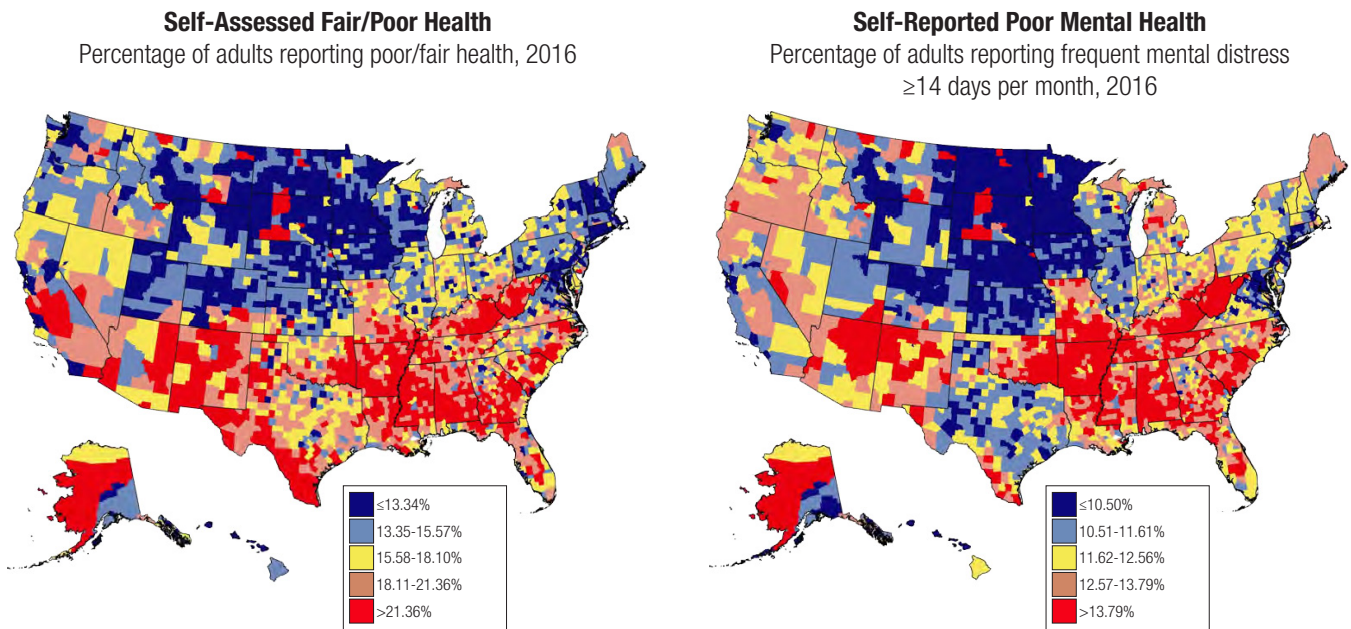 Self-Assessed Fair/Poor Health
Percentage of adults reporting poor/fair health, 2016
≤13.34%
13.35-15.57%
15.58-18.10%
18.11-21.36%
>21.36%
Self-Reported Poor Mental Health
Percentage of adults reporting frequent mental distress
≥14 days per month, 2016
≤10.50%
10.51-11.61%
11.62-12.56%
12.57-13.79%
>13.79%